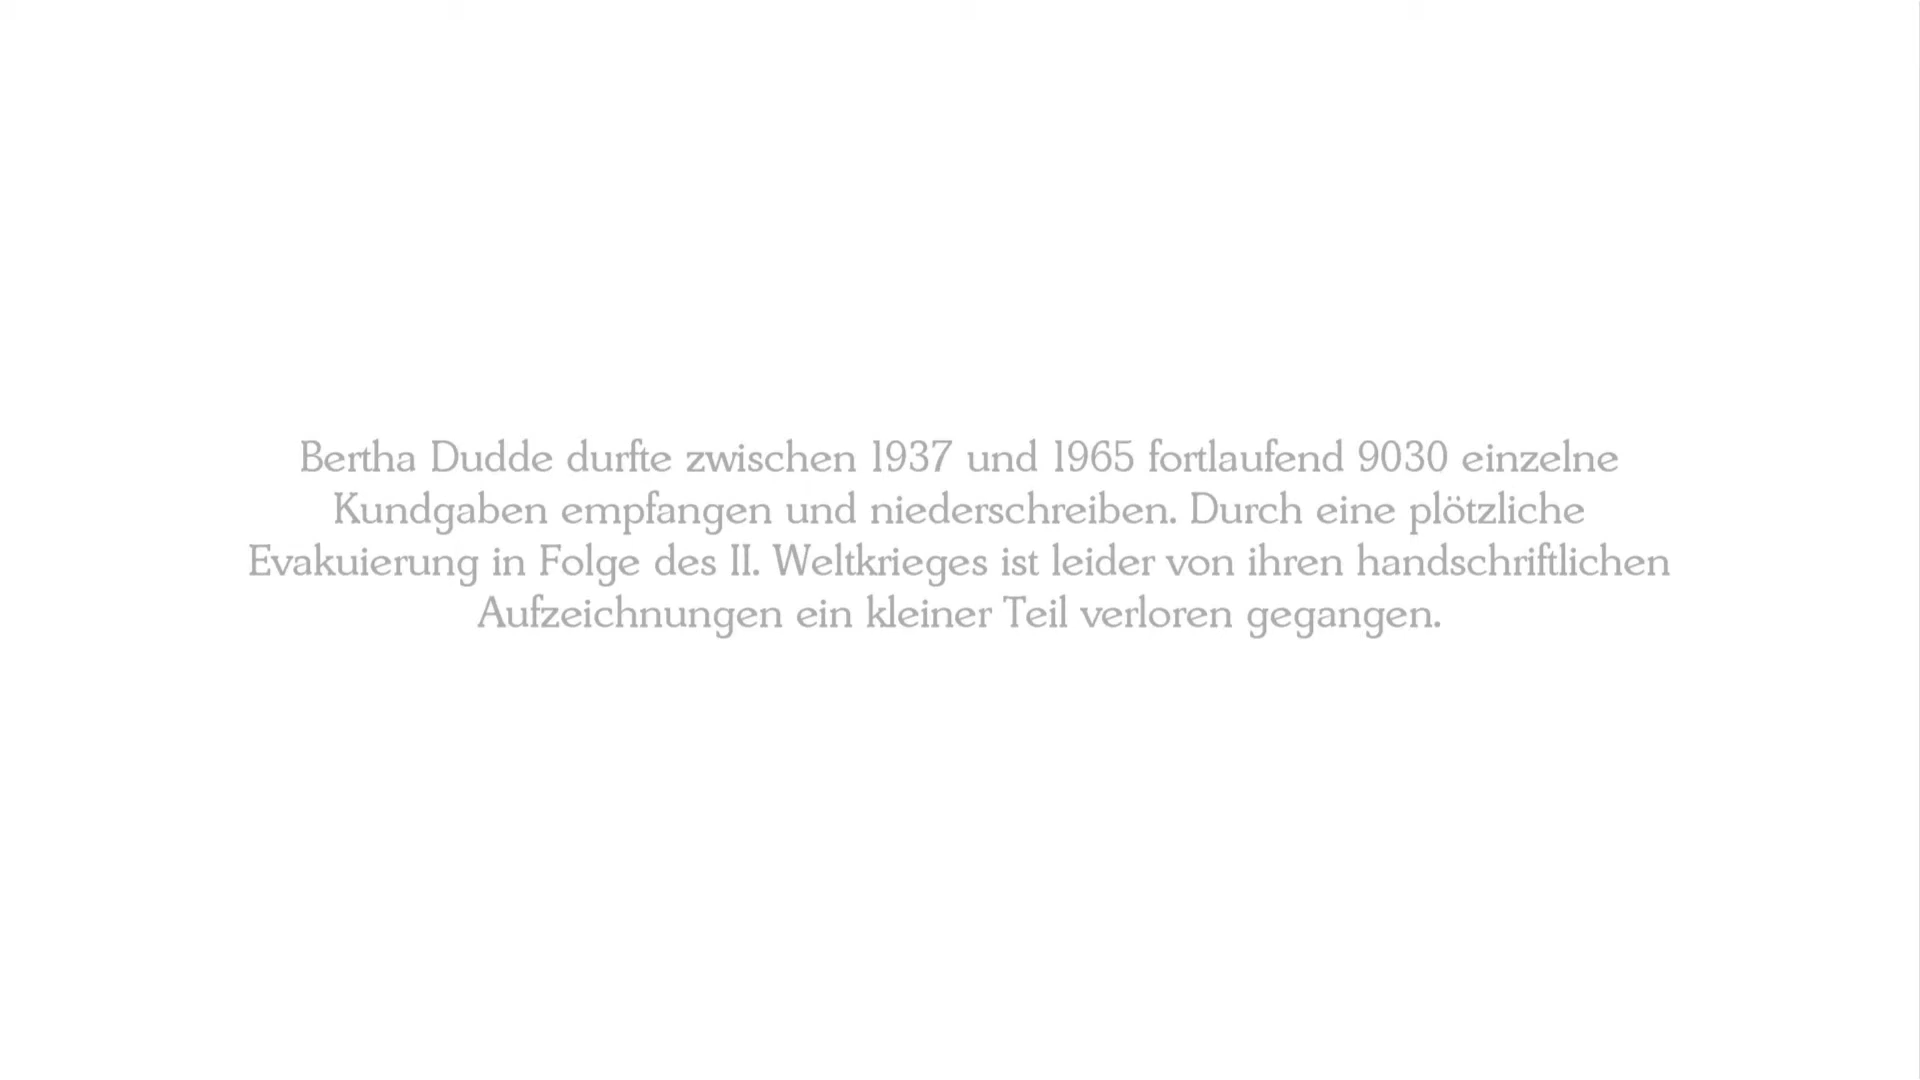 Bertha Dudde durfte zwischen 1937 und 1965 fortlaufend 9030 einzelne
Kundgaben empfangen und niederschreiben. Durch eine plötzliche
Evakuierung in Folge des II. Weltkrieges ist leider von ihren handschriftlichen
Aufzeichnungen ein kleiner Teil verloren gegangen.